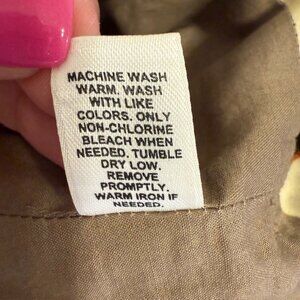 MACHINE WASH
WARM. WASH
WITH LIKE
COLORS. ONLY
NON-CHLORINE
BLEACH WHEN
NEEDED. TUMBLE
DRY LOW.
REMOVE
PROMPTLY.
WARM IRON IF
NEEDED.